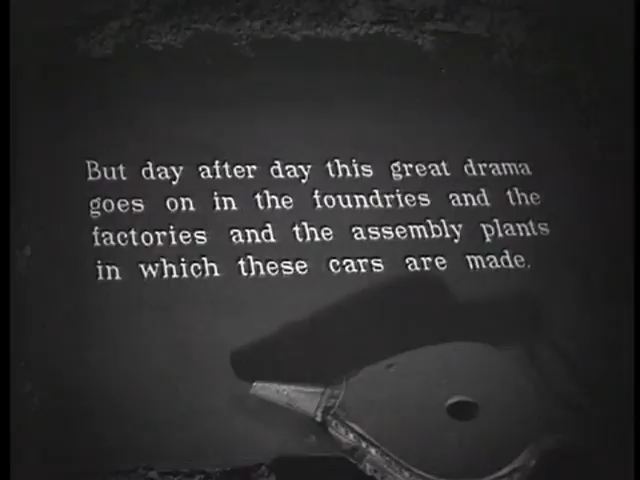 But day after day this great drama
goes on in the foundries and the
factories and the assembly plants
in which these cars are made.